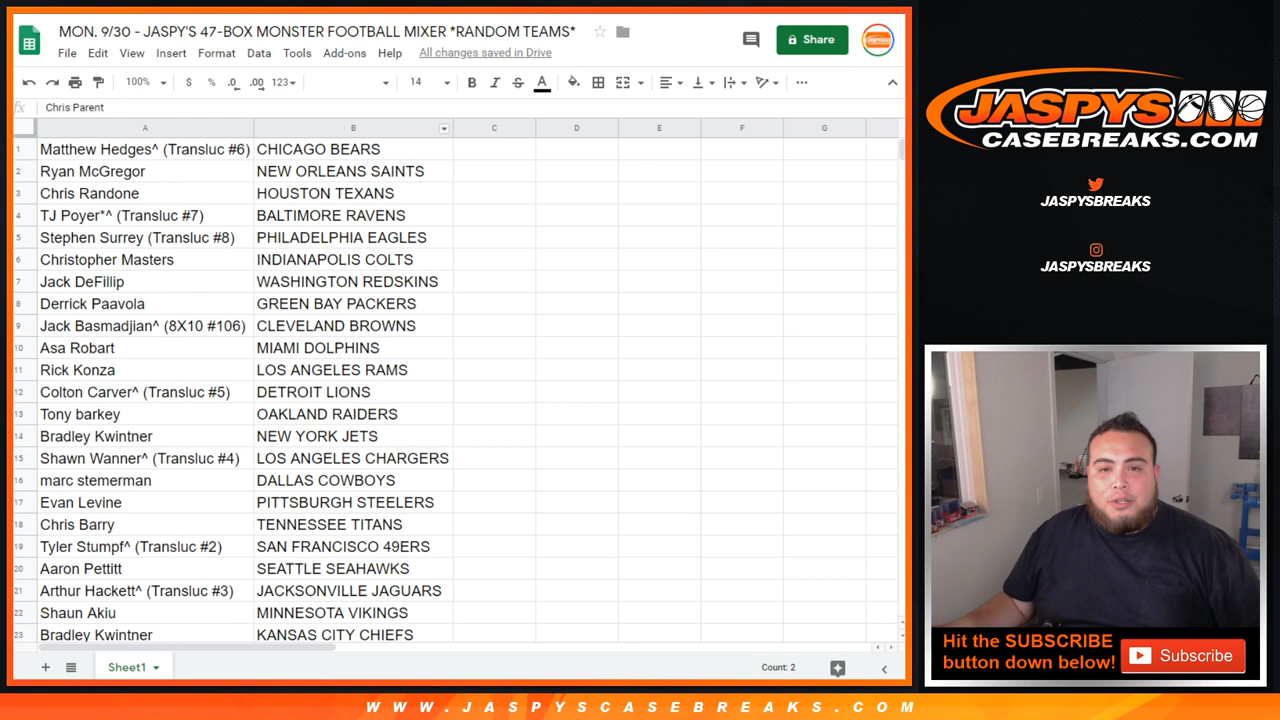 MON. 9/30 - JASPY'S 47-BOX MONSTER FOOTBALL MIXER *RANDOM TEAMS*
File Edit View Insert Format Data Tools Add-ons Help All changes saved in Drive
Share
100% $ % .0 .00 123 14 B I S A
fx Chris Parent
A B C D E F G
1 Matthew Hedges^ (Transluc #6) CHICAGO BEARS
2 Ryan McGregor NEW ORLEANS SAINTS
3 Chris Randone HOUSTON TEXANS
4 TJ Poyer*^ (Transluc #7) BALTIMORE RAVENS
5 Stephen Surrey (Transluc #8) PHILADELPHIA EAGLES
6 Christopher Masters INDIANAPOLIS COLTS
7 Jack DeFillip WASHINGTON REDSKINS
8 Derrick Paavola GREEN BAY PACKERS
9 Jack Basmadjian^ (8X10 #106) CLEVELAND BROWNS
10 Asa Robart MIAMI DOLPHINS
11 Rick Konza LOS ANGELES RAMS
12 Colton Carver^ (Transluc #5) DETROIT LIONS
13 Tony barkey OAKLAND RAIDERS
14 Bradley Kwintner NEW YORK JETS
15 Shawn Wanner^ (Transluc #4) LOS ANGELES CHARGERS
16 marc stemerman DALLAS COWBOYS
17 Evan Levine PITTSBURGH STEELERS
18 Chris Barry TENNESSEE TITANS
19 Tyler Stumpf^ (Transluc #2) SAN FRANCISCO 49ERS
20 Aaron Pettitt SEATTLE SEAHAWKS
21 Arthur Hackett^ (Transluc #3) JACKSONVILLE JAGUARS
22 Shaun Akiu MINNESOTA VIKINGS
23 Bradley Kwintner KANSAS CITY CHIEFS
Sheet1
Count: 2
JASPYS
CASEBREAKS.COM
JASPYSBREAKS
JASPYSBREAKS
Hit the SUBSCRIBE
button down below!
Subscribe
WWW.JASPYSCASEBREAKS.COM